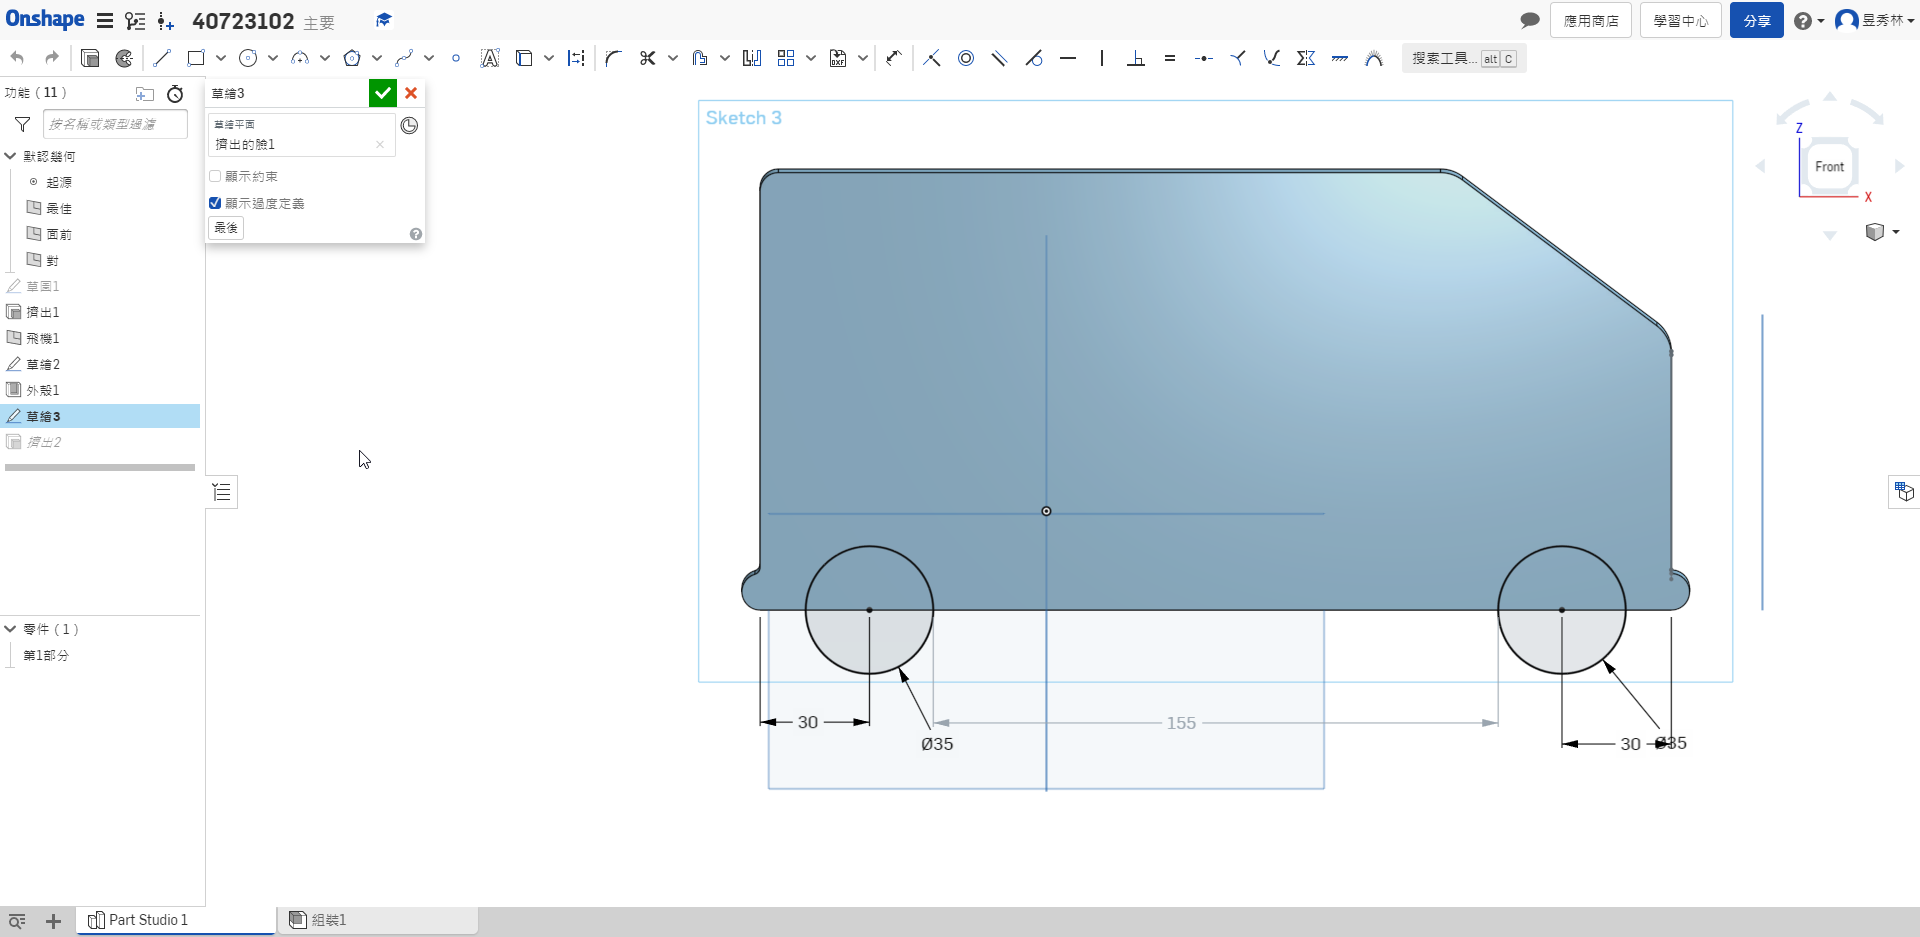 Onshape
40723102 主要
應用商店
學習中心
分享
昱秀林
搜索工具... alt C
功能 ( 11 )
按名稱或類型過濾
默認幾何
起源
最佳
面前
對
草圖1
擠出1
飛機1
草繪2
外殼1
草繪3
擠出2
零件 ( 1 )
第1部分
草繪3
草繪平面
擠出的臉1
顯示約束
顯示過度定義
最後
Sketch 3
Z
Front
X
30
Ø35
155
30
Ø35
Part Studio 1
組裝1